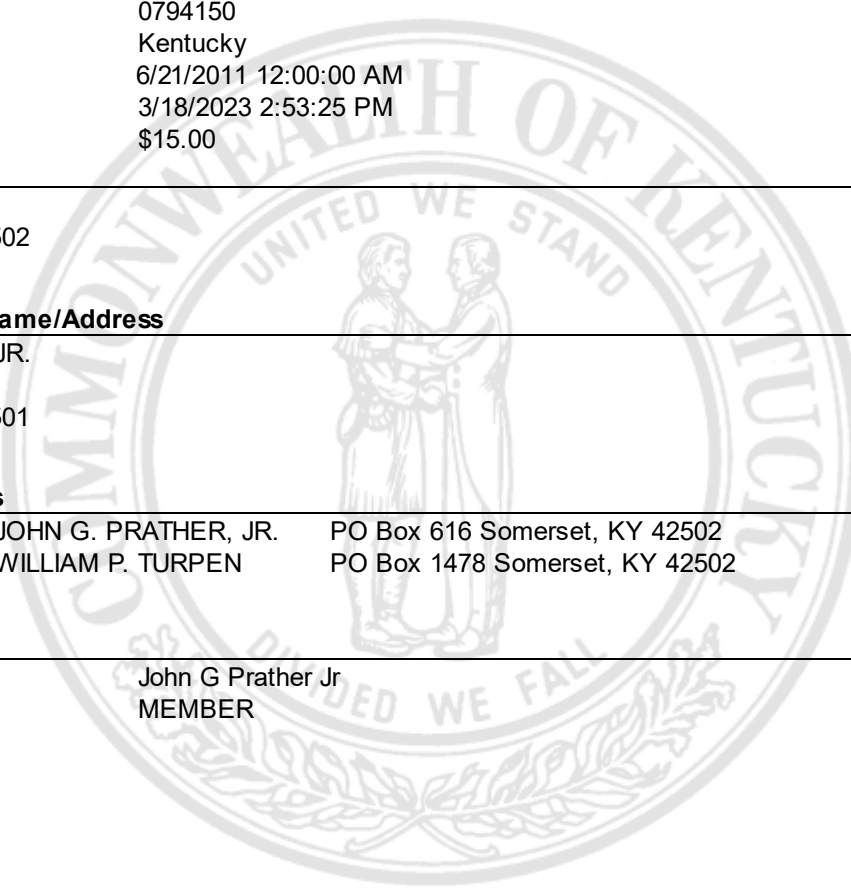 0794150
Kentucky
6/21/2011 12:00:00 AM
3/18/2023 2:53:25 PM
$15.00
502
ame/Address
JR.
501
s
JOHN G. PRATHER, JR. PO Box 616 Somerset, KY 42502
WILLIAM P. TURPEN PO Box 1478 Somerset, KY 42502
John G Prather Jr
MEMBER
COMMONWEALTH OF KENTUCKY
UNITED WE STAND
DIVIDED WE FALL